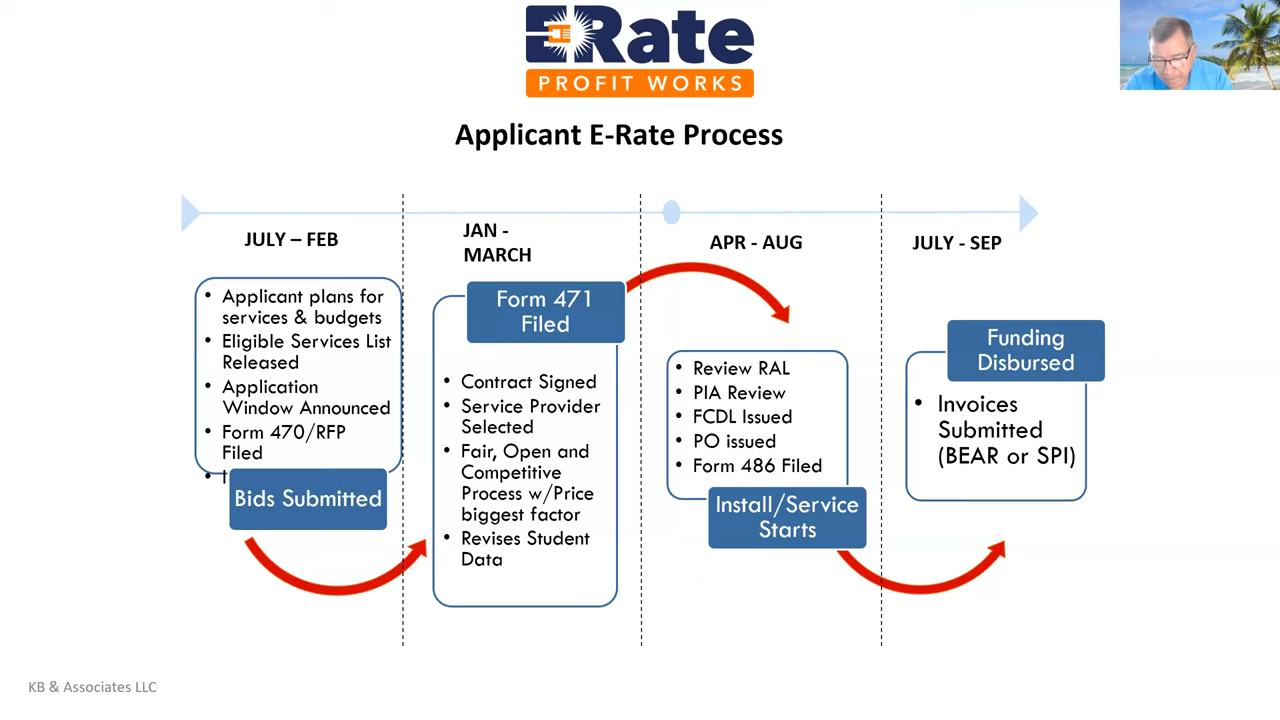 ERate
PROFIT WORKS
Applicant E-Rate Process
JULY – FEB
• Applicant plans for
services & budgets
• Eligible Services List
Released
• Application
Window Announced
• Form 470/RFP
Filed
•
Bids Submitted
JAN -
MARCH
Form 471
Filed
• Contract Signed
• Service Provider
Selected
• Fair, Open and
Competitive
Process w/Price
biggest factor
• Revises Student
Data
APR - AUG
• Review RAL
• PIA Review
• FCDL Issued
• PO issued
• Form 486 Filed
Install/Service
Starts
JULY - SEP
Funding
Disbursed
• Invoices
Submitted
(BEAR or SPI)
KB & Associates LLC